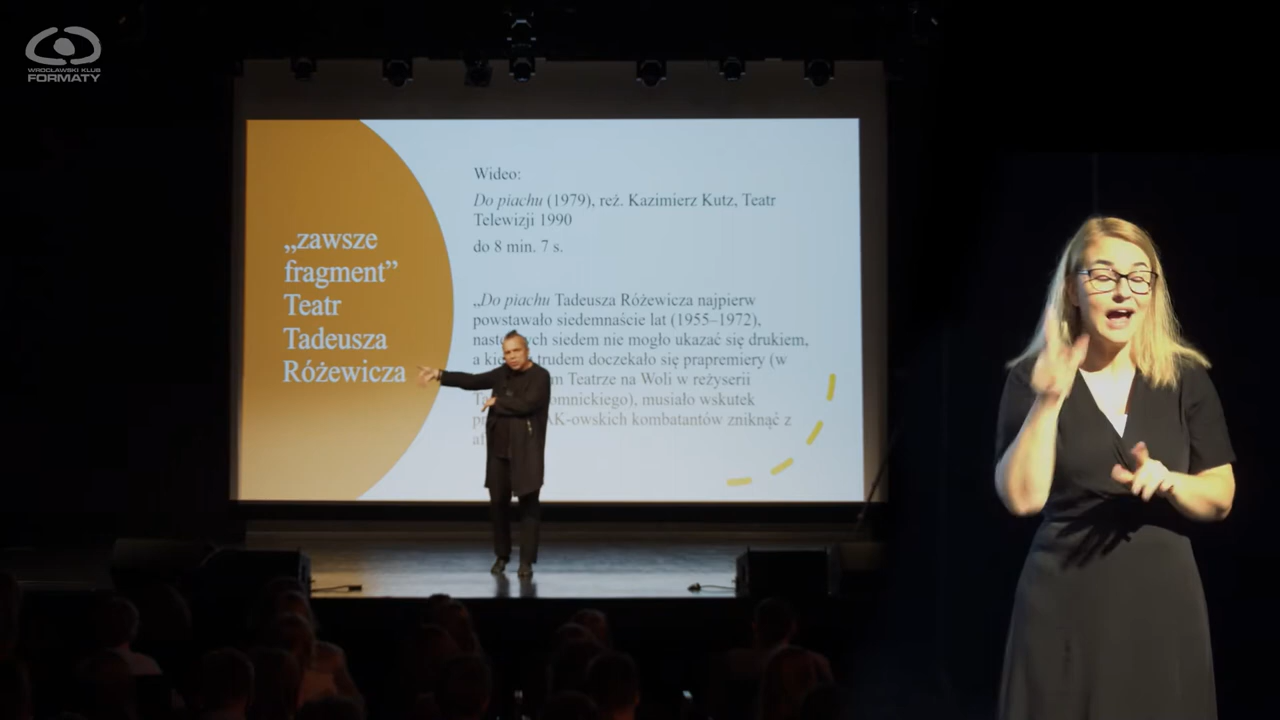 WROCŁAWSKI KLUB
FORMATY
„zawsze
fragment”
Teatr
Tadeusza
Różewicza
Wideo:
Do piachu (1979), reż. Kazimierz Kutz, Teatr
Telewizji 1990
do 8 min. 7 s.
„Do piachu Tadeusza Różewicza najpierw
powstawało siedemnaście lat (1955–1972),
siedem nie mogło ukazać się drukiem,
a trudem doczekało się prapremiery (w
Teatrze na Woli w reżyserii
musiało wskutek
AK-owskich kombatantów zniknąć z